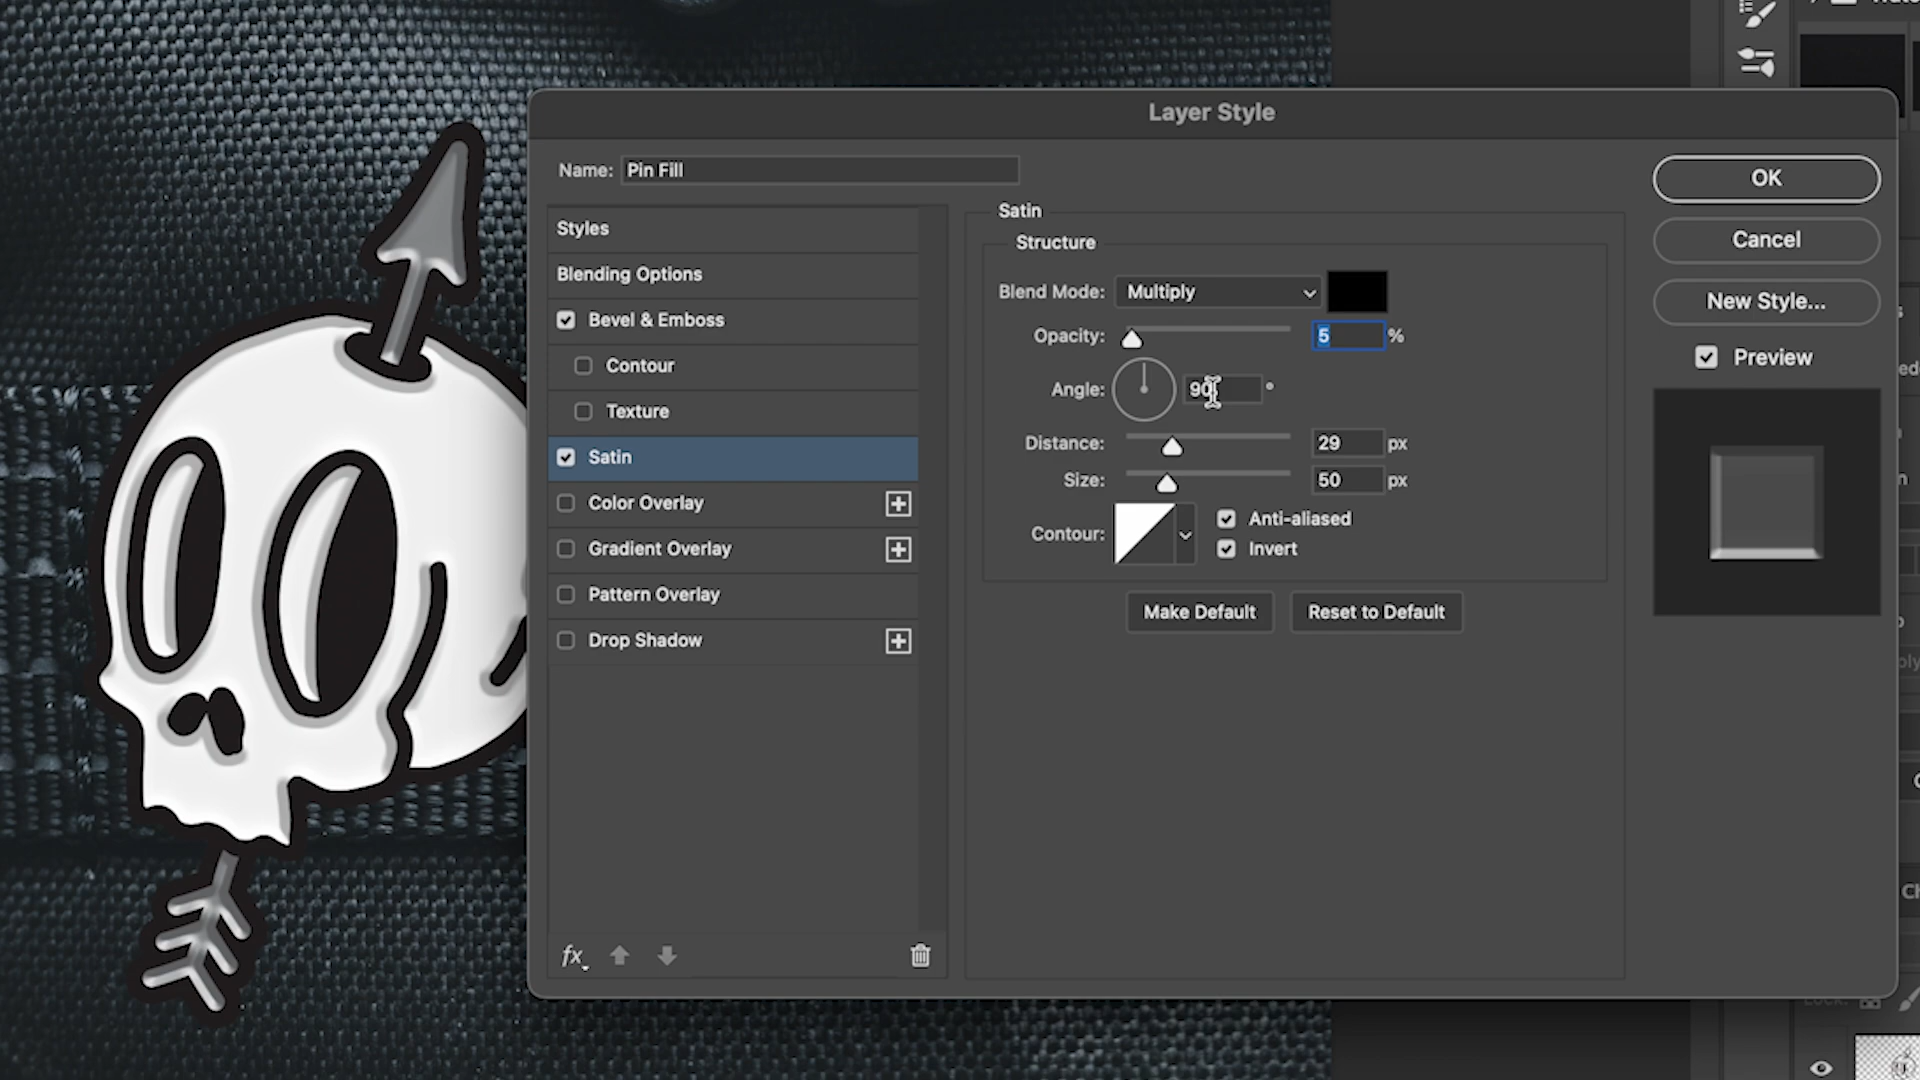 Layer Style
Name: Pin Fill
OK
Cancel
New Style...
Preview
Styles
Blending Options
Bevel & Emboss
Contour
Texture
Satin
Color Overlay
Gradient Overlay
Pattern Overlay
Drop Shadow
fx
Satin
Structure
Blend Mode: Multiply
Opacity: 5 %
Angle: 90 °
Distance: 29 px
Size: 50 px
Contour:
Anti-aliased
Invert
Make Default
Reset to Default